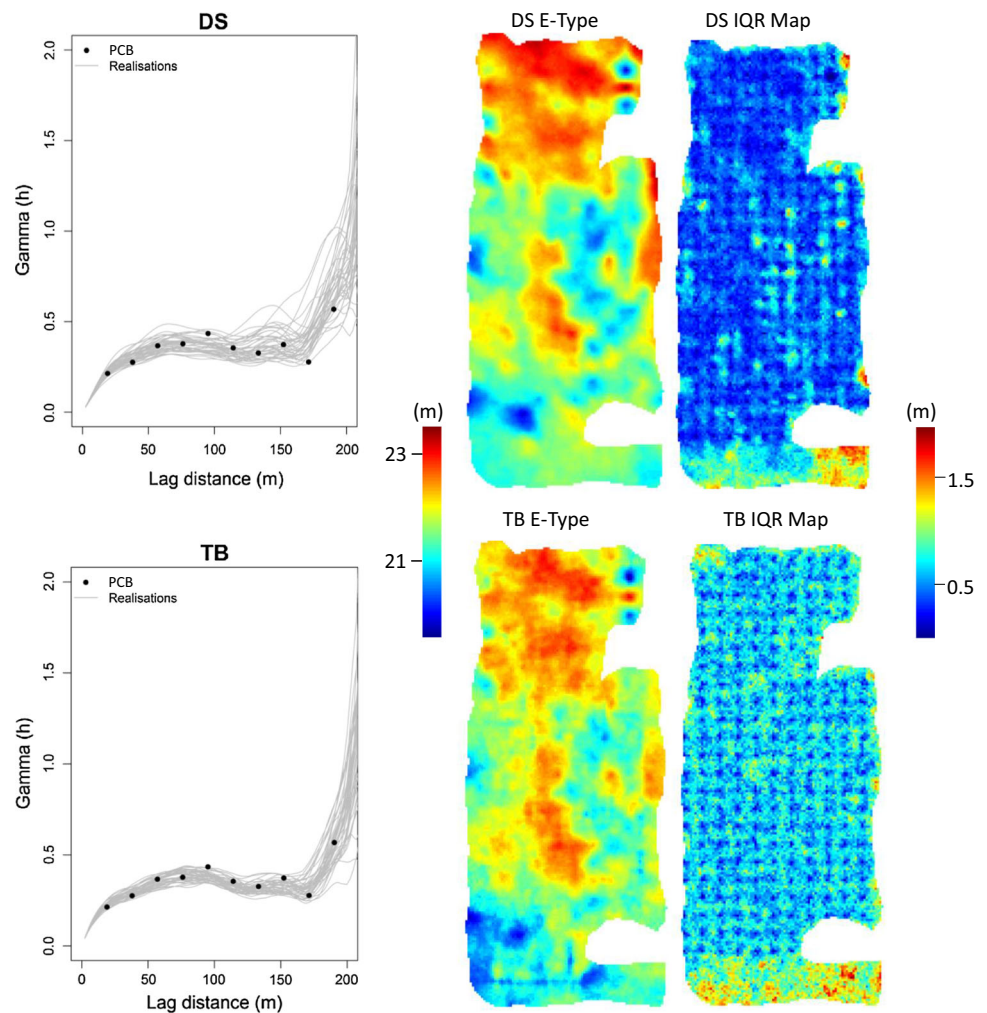 DS
PCB
Realisations
2.0
1.5
1.0
0.5
0.0
Gamma (h)
0
50
100
150
200
Lag distance (m)
DS E-Type
DS IQR Map
(m)
23
21
(m)
1.5
0.5
TB
PCB
Realisations
2.0
1.5
1.0
0.5
0.0
Gamma (h)
0
50
100
150
200
Lag distance (m)
TB E-Type
TB IQR Map